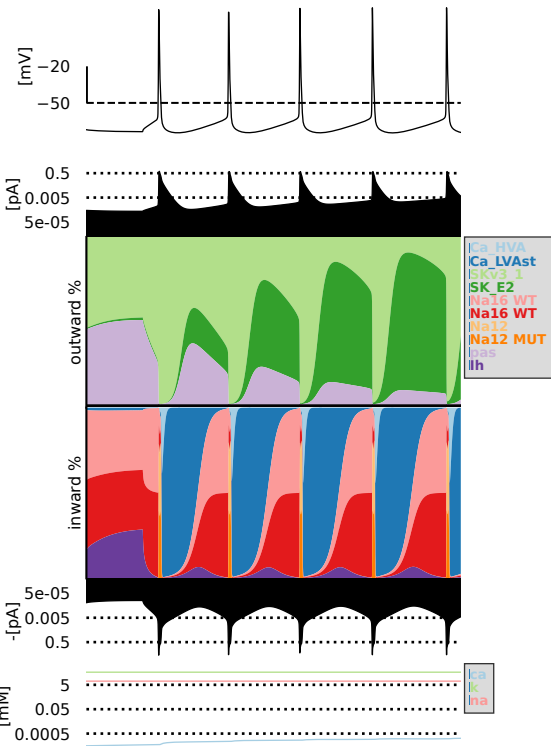 [mV]
−20
−50
[pA]
0.5
0.005
5e-05
outward %
Ca_HVA
Ca_LVAst
SKv3_1
SK_E2
Na16 WT
Na16 WT
Na12
Na12 MUT
pas
Ih
inward %
-[pA]
5e-05
0.005
0.5
[mM]
5
0.05
0.0005
ca
k
na